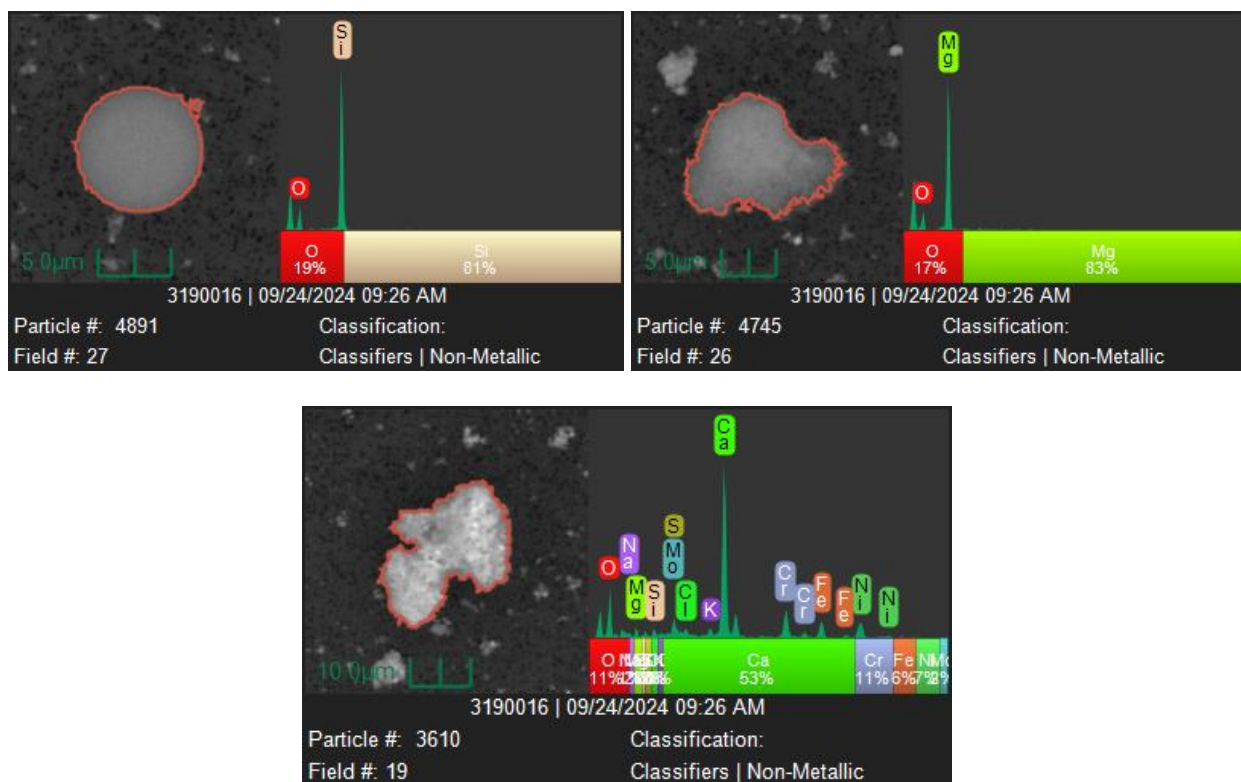 Si
O
5.0µm
O
19%
Si
81%
3190016 | 09/24/2024 09:26 AM
Particle #: 4891 Classification:
Field #: 27 Classifiers | Non-Metallic
Mg
O
5.0µm
O
17%
Mg
83%
3190016 | 09/24/2024 09:26 AM
Particle #: 4745 Classification:
Field #: 26 Classifiers | Non-Metallic
Ca
S
Na
Mo
O
Mg
Si
Cl
K
Cr
Cr
Fe
Fe
Ni
Ni
10.0µm
O Ca Cr Fe Ni
11% 53% 11% 6% 7%
3190016 | 09/24/2024 09:26 AM
Particle #: 3610 Classification:
Field #: 19 Classifiers | Non-Metallic